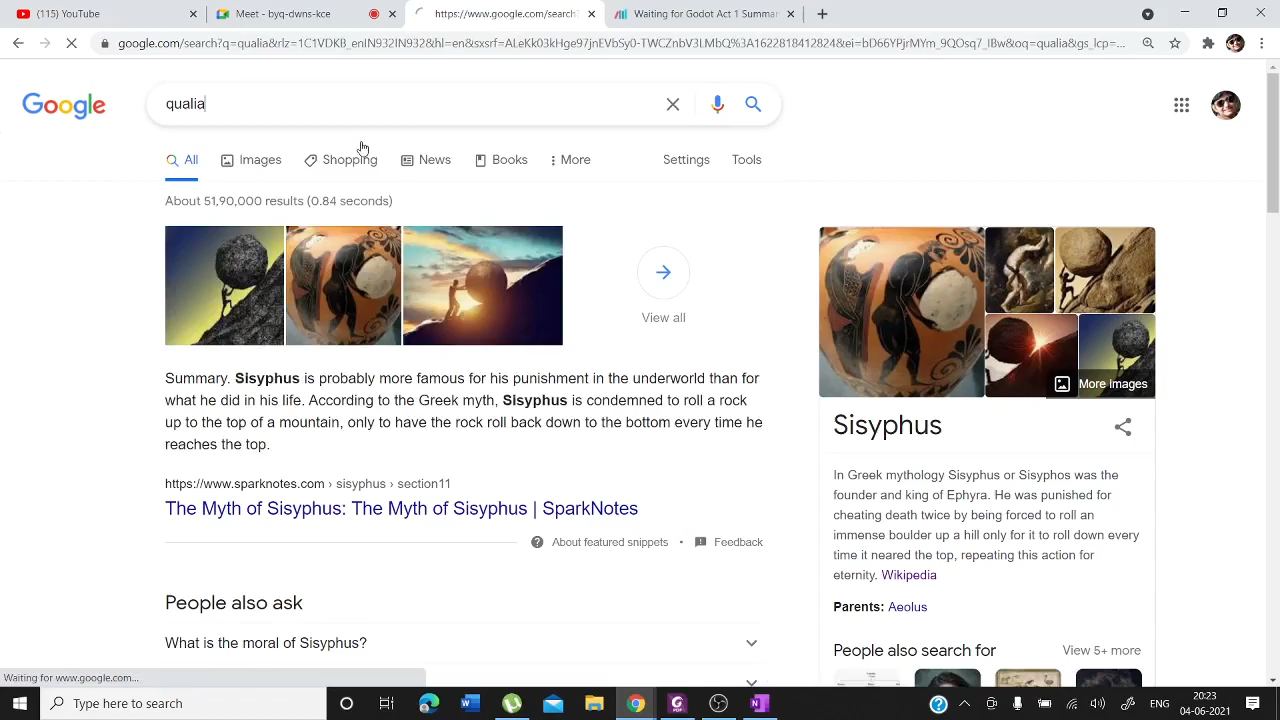 YouTube
Meet - byq-dwns-kce
https://www.google.com/search?
Waiting for Godot Act 1 Summar
google.com/search?q=qualia&rlz=1C1VDKB_enIN932IN932&hl=en&sxsrf=ALeKk03kHge97jnEVbSy0-TWCZnbV3LMbQ%3A1622818412824&ei=bD66YPjrMYm_9QOsq7_IBw&oq=qualia&gs_lcp=...
Google
qualia
All
Images
Shopping
News
Books
More
Settings
Tools
About 51,90,000 results (0.84 seconds)
View all
More images
Summary. Sisyphus is probably more famous for his punishment in the underworld than for
what he did in his life. According to the Greek myth, Sisyphus is condemned to roll a rock
up to the top of a mountain, only to have the rock roll back down to the bottom every time he
reaches the top.
https://www.sparknotes.com › sisyphus › section11
The Myth of Sisyphus: The Myth of Sisyphus | SparkNotes
About featured snippets • Feedback
People also ask
What is the moral of Sisyphus?
Sisyphus
In Greek mythology Sisyphus or Sisyphos was the
founder and king of Ephyra. He was punished for
cheating death twice by being forced to roll an
immense boulder up a hill only for it to roll down every
time it neared the top, repeating this action for
eternity. Wikipedia
Parents: Aeolus
People also search for
View 5+ more
Waiting for www.google.com...
Type here to search
ENG
20:23
04-06-2021